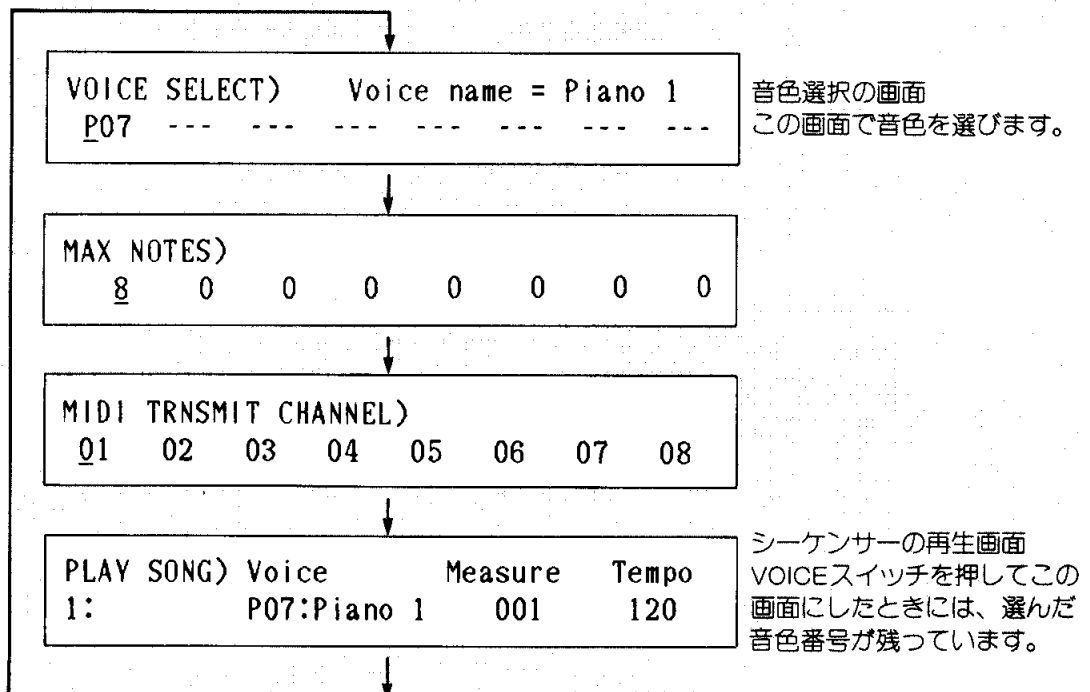 VOICE SELECT) Voice name = Piano 1
P07 --- --- --- --- --- --- ---
音色選択の画面
この画面で音色を選びます。
MAX NOTES)
8 0 0 0 0 0 0 0
MIDI TRNSMIT CHANNEL)
01 02 03 04 05 06 07 08
PLAY SONG) Voice Measure Tempo
1: P07:Piano 1 001 120
シーケンサーの再生画面
VOICEスイッチを押してこの
画面にしたときには、選んだ
音色番号が残っています。